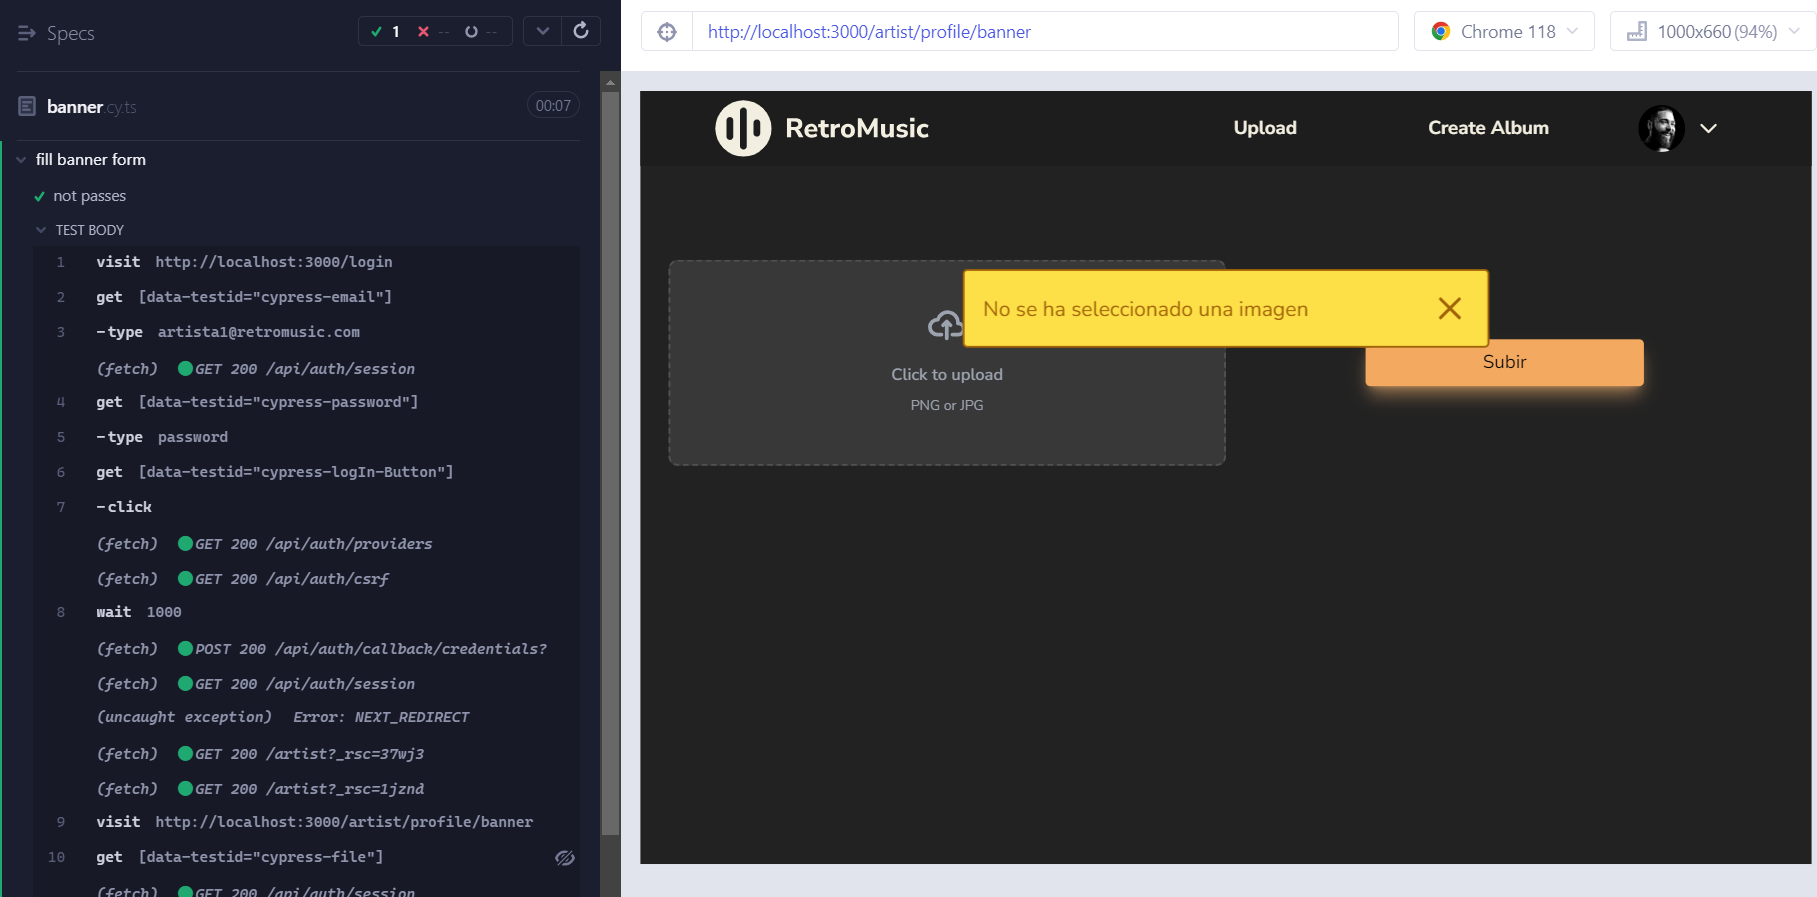 Specs
1 -- --
banner.cy.ts 00:07
fill banner form
not passes
TEST BODY
1 visit http://localhost:3000/login
2 get [data-testid="cypress-email"]
3 -type artista1@retromusic.com
(fetch) GET 200 /api/auth/session
4 get [data-testid="cypress-password"]
5 -type password
6 get [data-testid="cypress-logIn-Button"]
7 -click
(fetch) GET 200 /api/auth/providers
(fetch) GET 200 /api/auth/csrf
8 wait 1000
(fetch) POST 200 /api/auth/callback/credentials?
(fetch) GET 200 /api/auth/session
(uncaught exception) Error: NEXT_REDIRECT
(fetch) GET 200 /artist?_rsc=37wj3
(fetch) GET 200 /artist?_rsc=1jznd
9 visit http://localhost:3000/artist/profile/banner
10 get [data-testid="cypress-file"]
(fetch) GET 200 /api/auth/session
http://localhost:3000/artist/profile/banner
Chrome 118
1000x660 (94%)
RetroMusic
Upload
Create Album
No se ha seleccionado una imagen
Click to upload
PNG or JPG
Subir